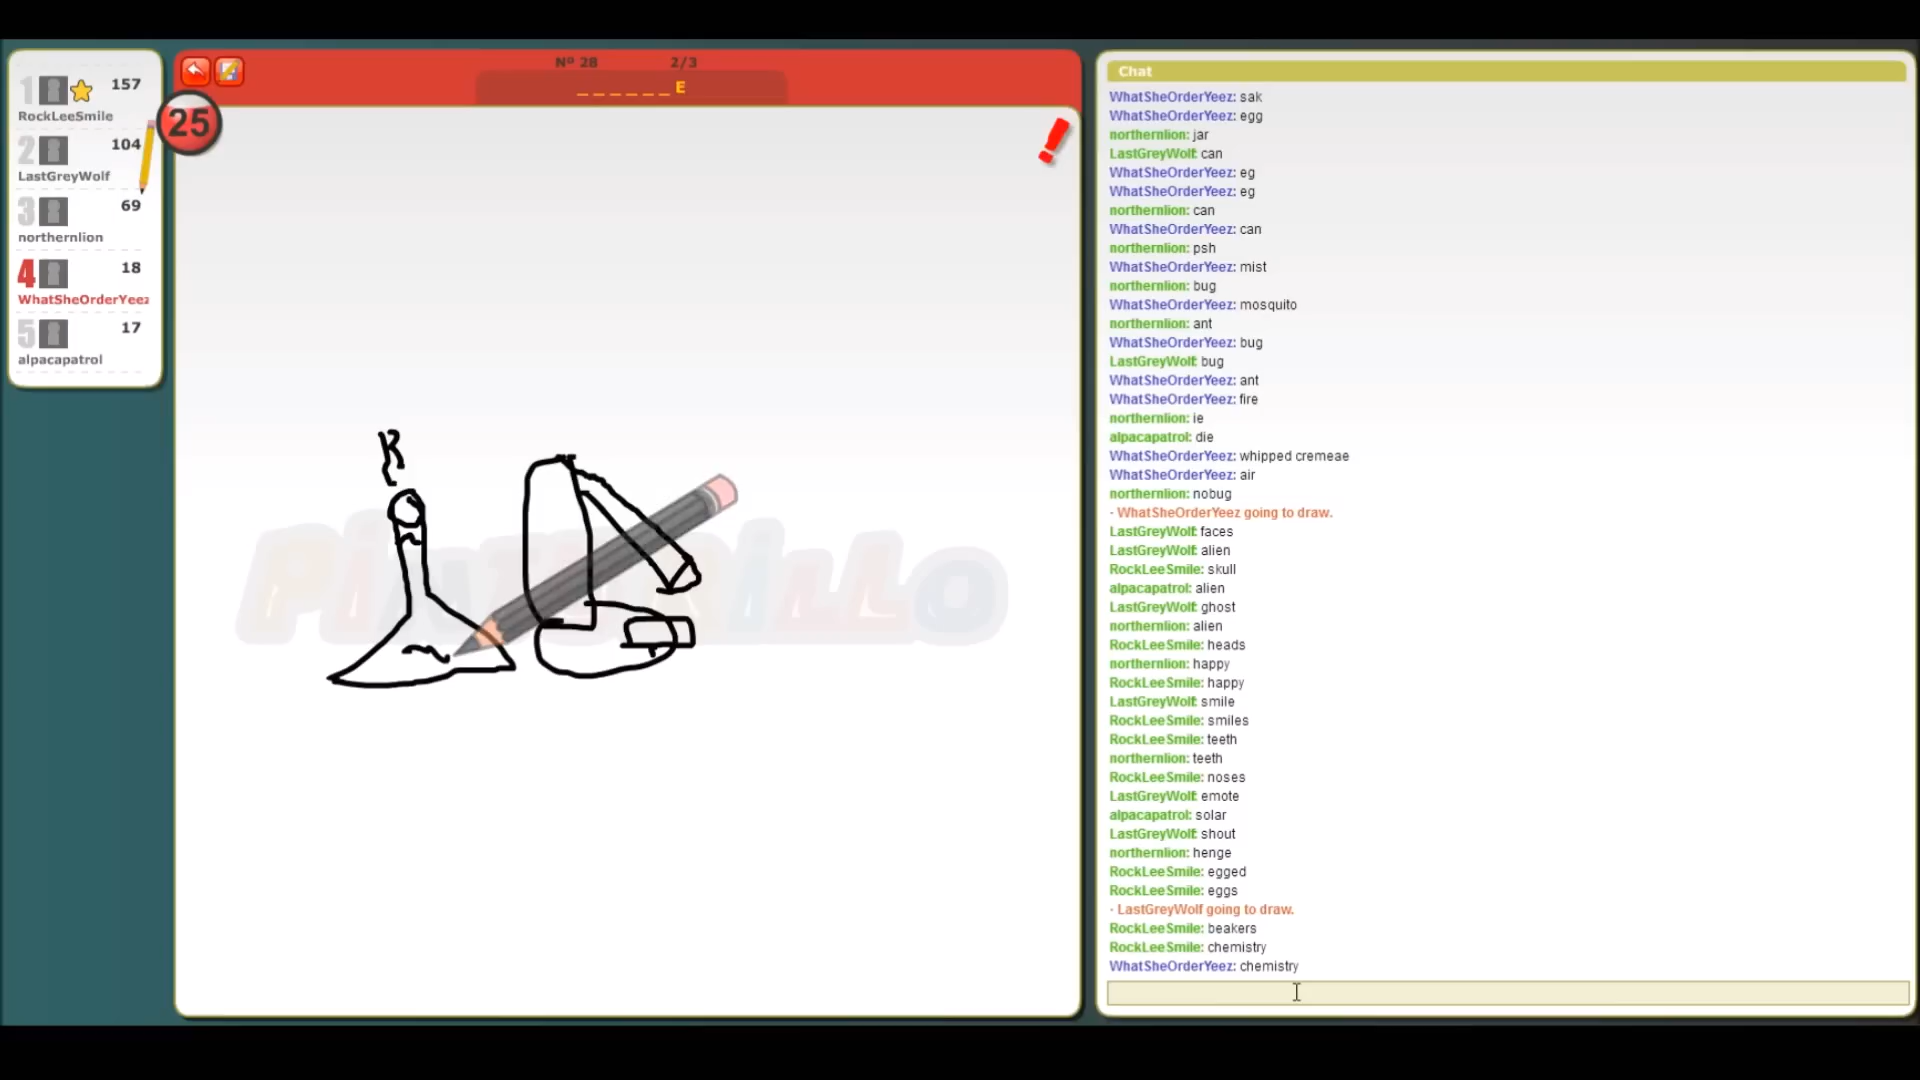 1 157
RockLeeSmile
2 104
LastGreyWolf
3 69
northernlion
4 18
WhatSheOrderYeez
5 17
alpacapatrol
25
Nº 28 2/3
_ _ _ _ _ _ E
!
R
Pinturillo
Chat
WhatSheOrderYeez: sak
WhatSheOrderYeez: egg
northernlion: jar
LastGreyWolf: can
WhatSheOrderYeez: eg
WhatSheOrderYeez: eg
northernlion: can
WhatSheOrderYeez: can
northernlion: psh
WhatSheOrderYeez: mist
northernlion: bug
WhatSheOrderYeez: mosquito
northernlion: ant
WhatSheOrderYeez: bug
LastGreyWolf: bug
WhatSheOrderYeez: ant
WhatSheOrderYeez: fire
northernlion: ie
alpacapatrol: die
WhatSheOrderYeez: whipped cremeae
WhatSheOrderYeez: air
northernlion: nobug
- WhatSheOrderYeez going to draw.
LastGreyWolf: faces
LastGreyWolf: alien
RockLeeSmile: skull
alpacapatrol: alien
LastGreyWolf: ghost
northernlion: alien
RockLeeSmile: heads
northernlion: happy
RockLeeSmile: happy
LastGreyWolf: smile
RockLeeSmile: smiles
RockLeeSmile: teeth
northernlion: teeth
RockLeeSmile: noses
LastGreyWolf: emote
alpacapatrol: solar
LastGreyWolf: shout
northernlion: henge
RockLeeSmile: egged
RockLeeSmile: eggs
- LastGreyWolf going to draw.
RockLeeSmile: beakers
RockLeeSmile: chemistry
WhatSheOrderYeez: chemistry